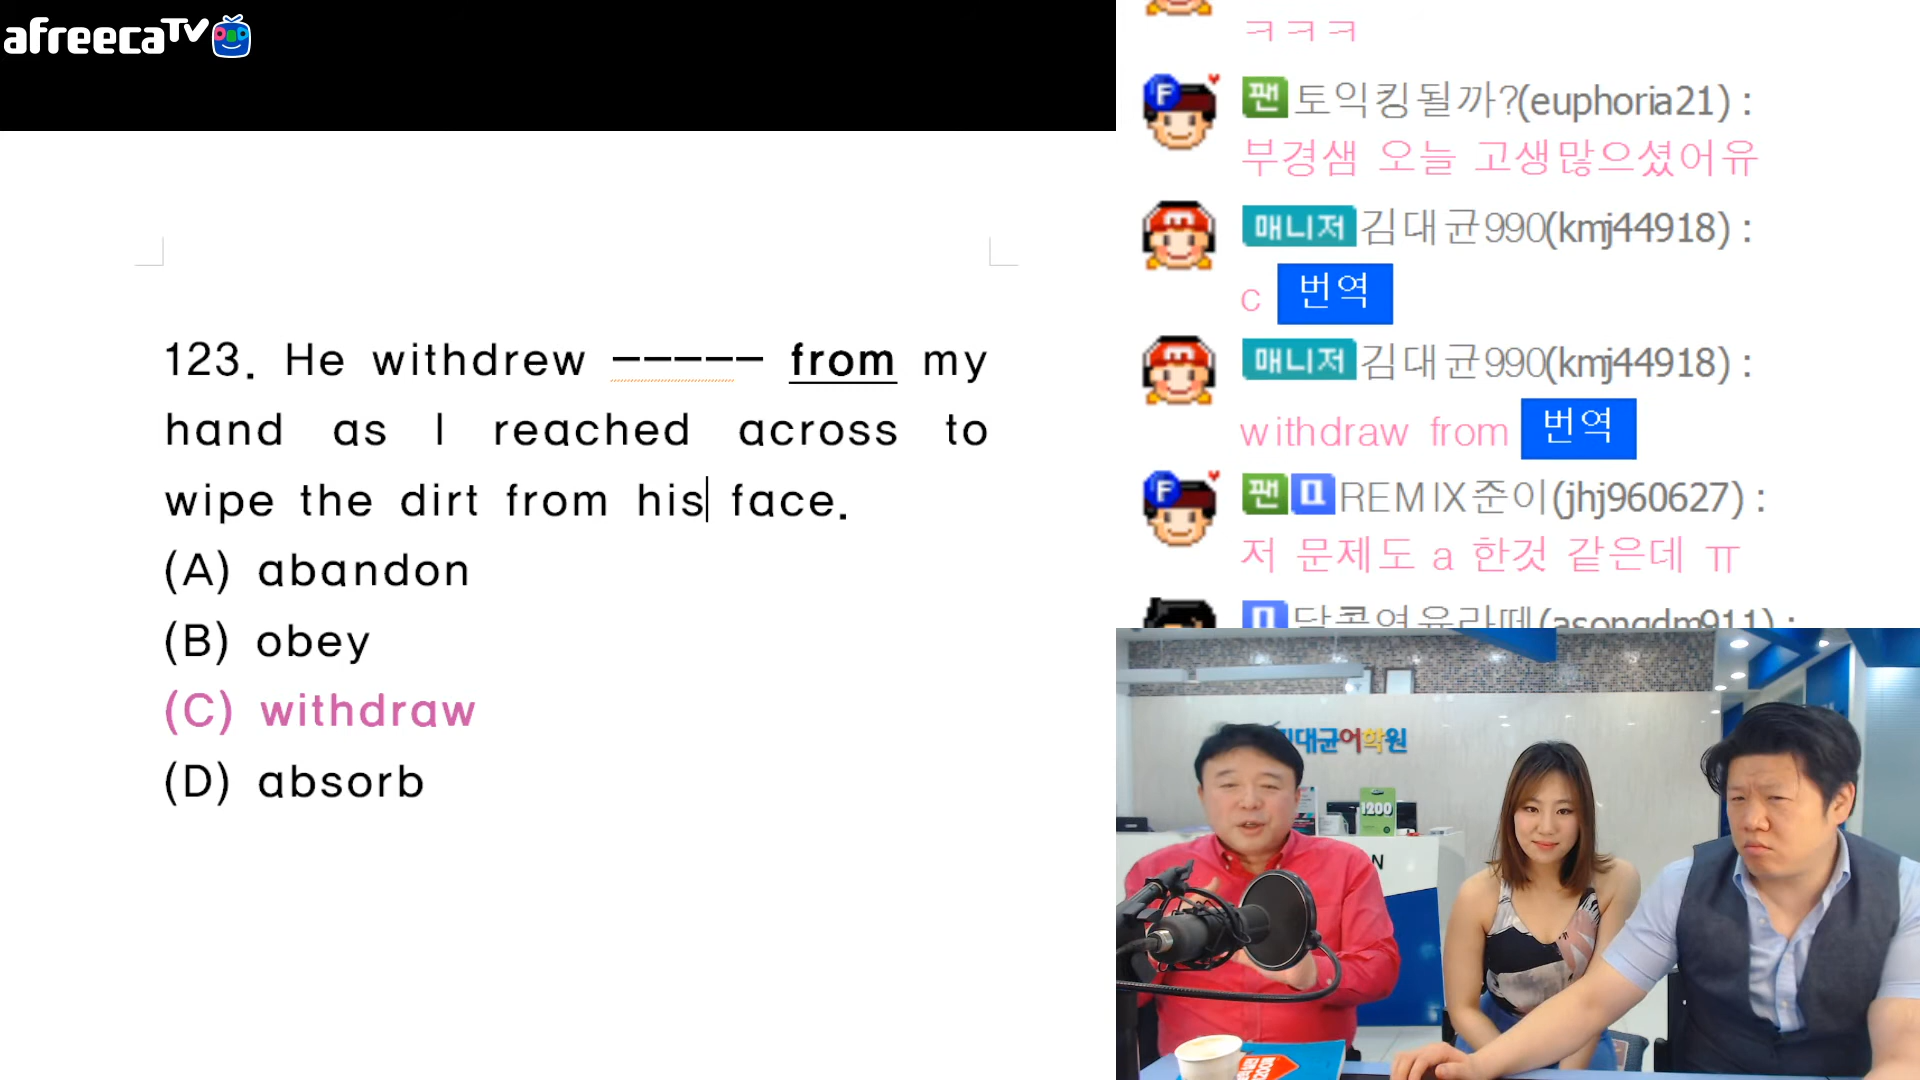 afreecaTV
123. He withdrew ----- from my
hand as I reached across to
wipe the dirt from his face.
(A) abandon
(B) obey
(C) withdraw
(D) absorb
ㅋㅋㅋ
팬 토익킹될까?(euphoria21) :
부경샘 오늘 고생많으셨어유
매니저 김대균990(kmj44918) :
c 번역
매니저 김대균990(kmj44918) :
withdraw from 번역
팬 REMIX준이(jhj960627) :
저 문제도 a 한것 같은데 ㅠ
대균어학원
1200
N